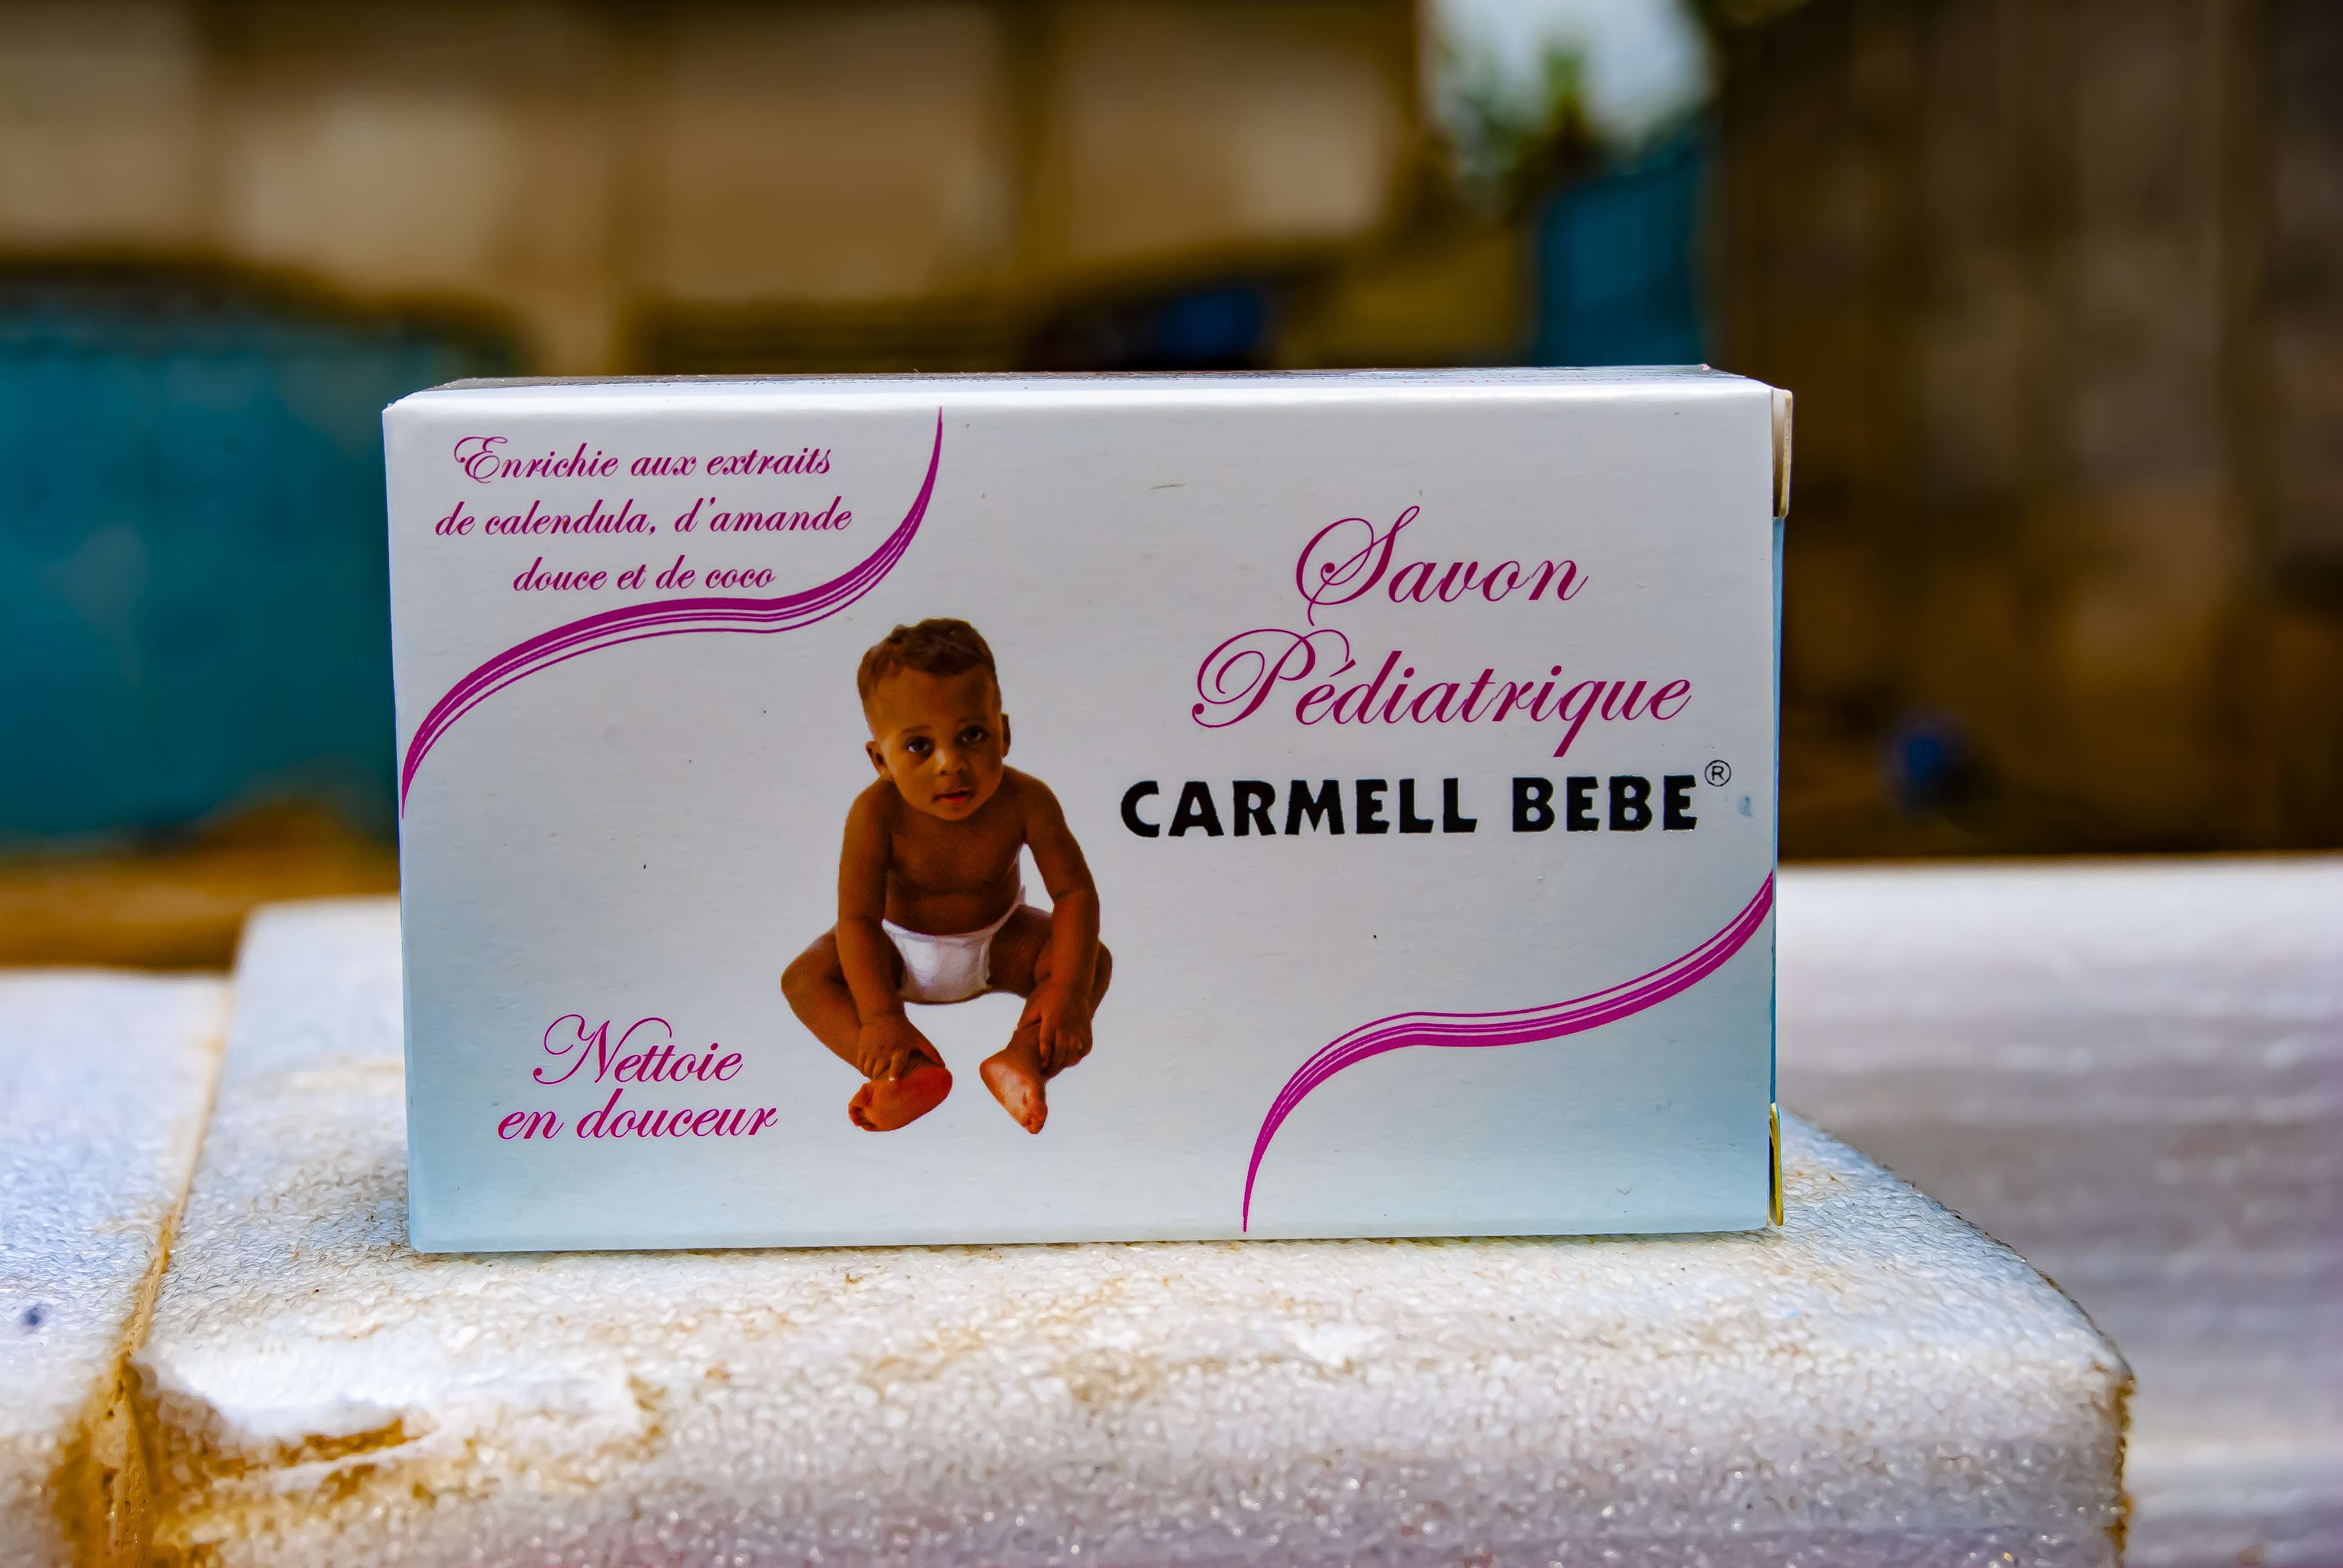 Enrichie aux extraits
de calendula, d'amande
douce et de coco
Savon
Pédiatrique
CARMELL BEBE®
Nettoie
en douceur